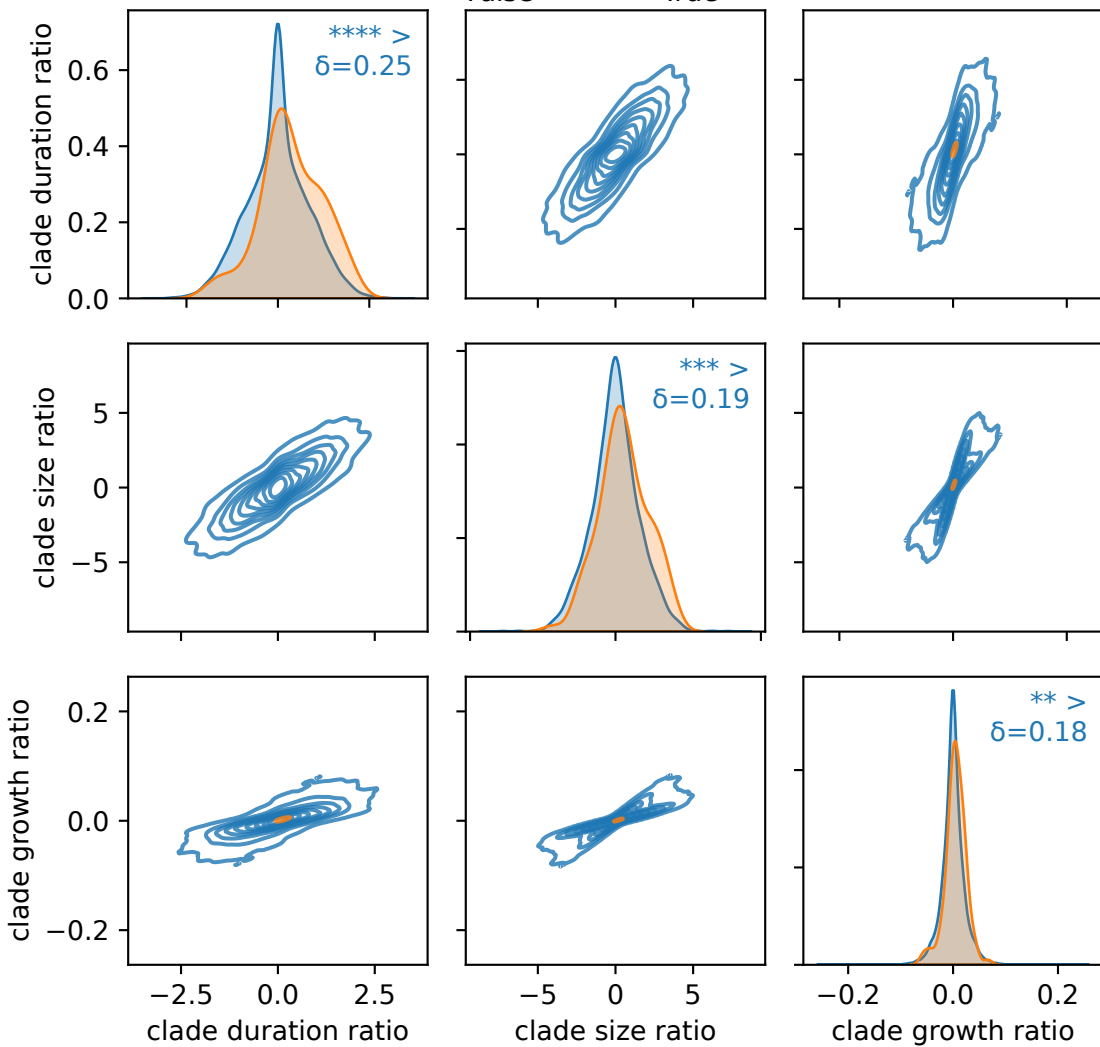 **** >
δ=0.25
clade duration ratio
0.6
0.4
0.2
0.0
*** >
δ=0.19
clade size ratio
5
0
−5
** >
δ=0.18
clade growth ratio
0.2
0.0
−0.2
−2.5 0.0 2.5
−5 0 5
−0.2 0.0 0.2
clade duration ratio
clade size ratio
clade growth ratio